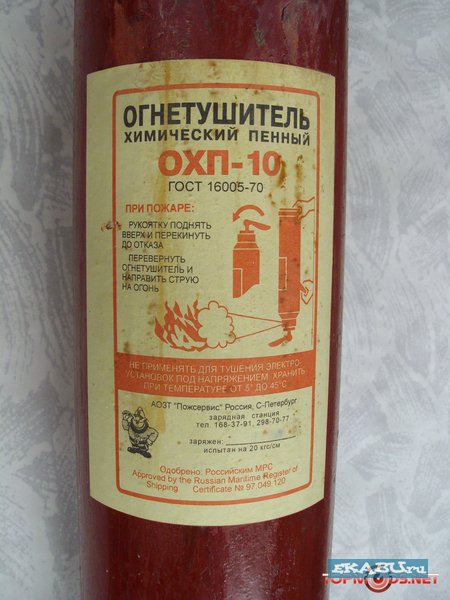 ОГНЕТУШИТЕЛЬ
ХИМИЧЕСКИЙ ПЕННЫЙ
ОХП-10
ГОСТ 16005-70
ПРИ ПОЖАРЕ:
РУКОЯТКУ ПОДНЯТЬ
ВВЕРХ И ПЕРЕКИНУТЬ
ДО ОТКАЗА
ПЕРЕВЕРНУТЬ
ОГНЕТУШИТЕЛЬ И
НАПРАВИТЬ СТРУЮ
НА ОГОНЬ
НЕ ПРИМЕНЯТЬ ДЛЯ ТУШЕНИЯ ЭЛЕКТРО-
УСТАНОВОК ПОД НАПРЯЖЕНИЕМ. ХРАНИТЬ
ПРИ ТЕМПЕРАТУРЕ ОТ 5° ДО 45°С
АОЗТ "Пожсервис" Россия, С-Петербург
зарядная станция
тел. 168-37-91, 298-70-77
заряжен:
испытан на 20 кгс/см
Одобрено: Российским МРС
Approved by the Russian Maritime Register of
Shipping Certificate № 97.049.120
EKABU.ru
TOPMODS.NET